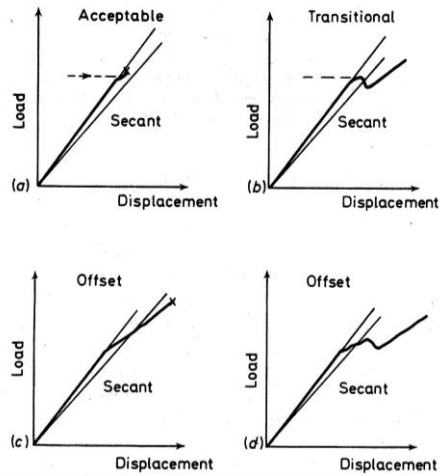 Acceptable
Load
Secant
(a)
Displacement
Transitional
Load
Secant
(b)
Displacement
Offset
Load
Secant
(c)
Displacement
Offset
Load
Secant
(d)
Displacement